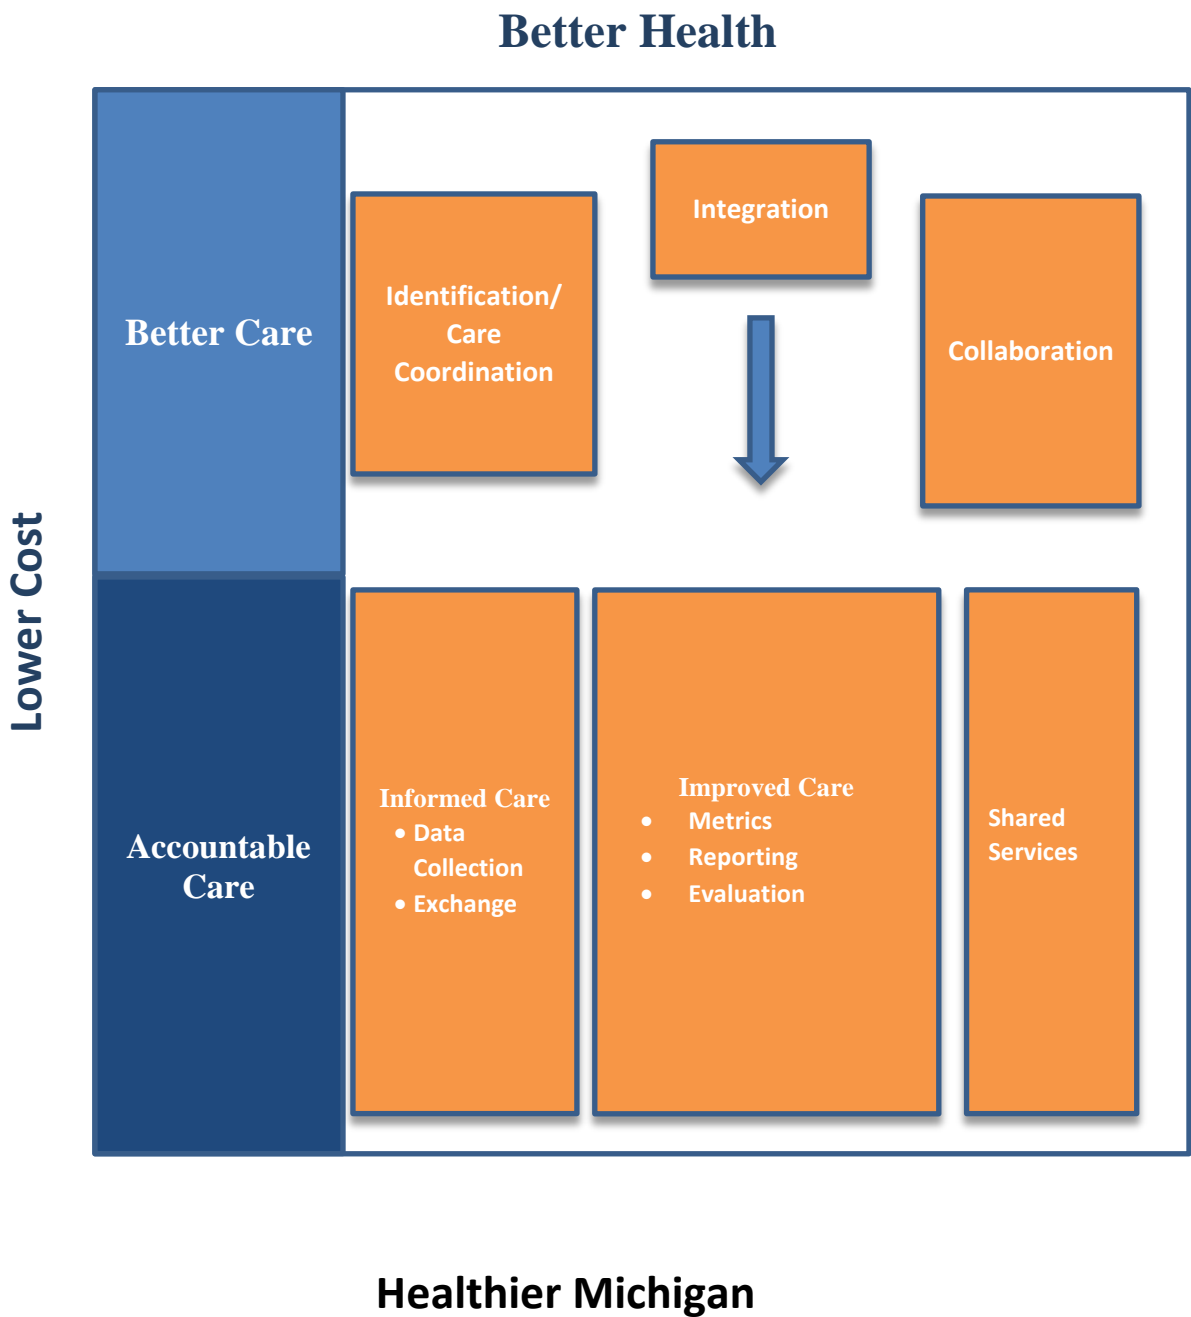 Better Health
Lower Cost
Better Care
Identification/
Care
Coordination
Integration
Collaboration
Accountable
Care
Informed Care
• Data
Collection
• Exchange
Improved Care
• Metrics
• Reporting
• Evaluation
Shared
Services
Healthier Michigan